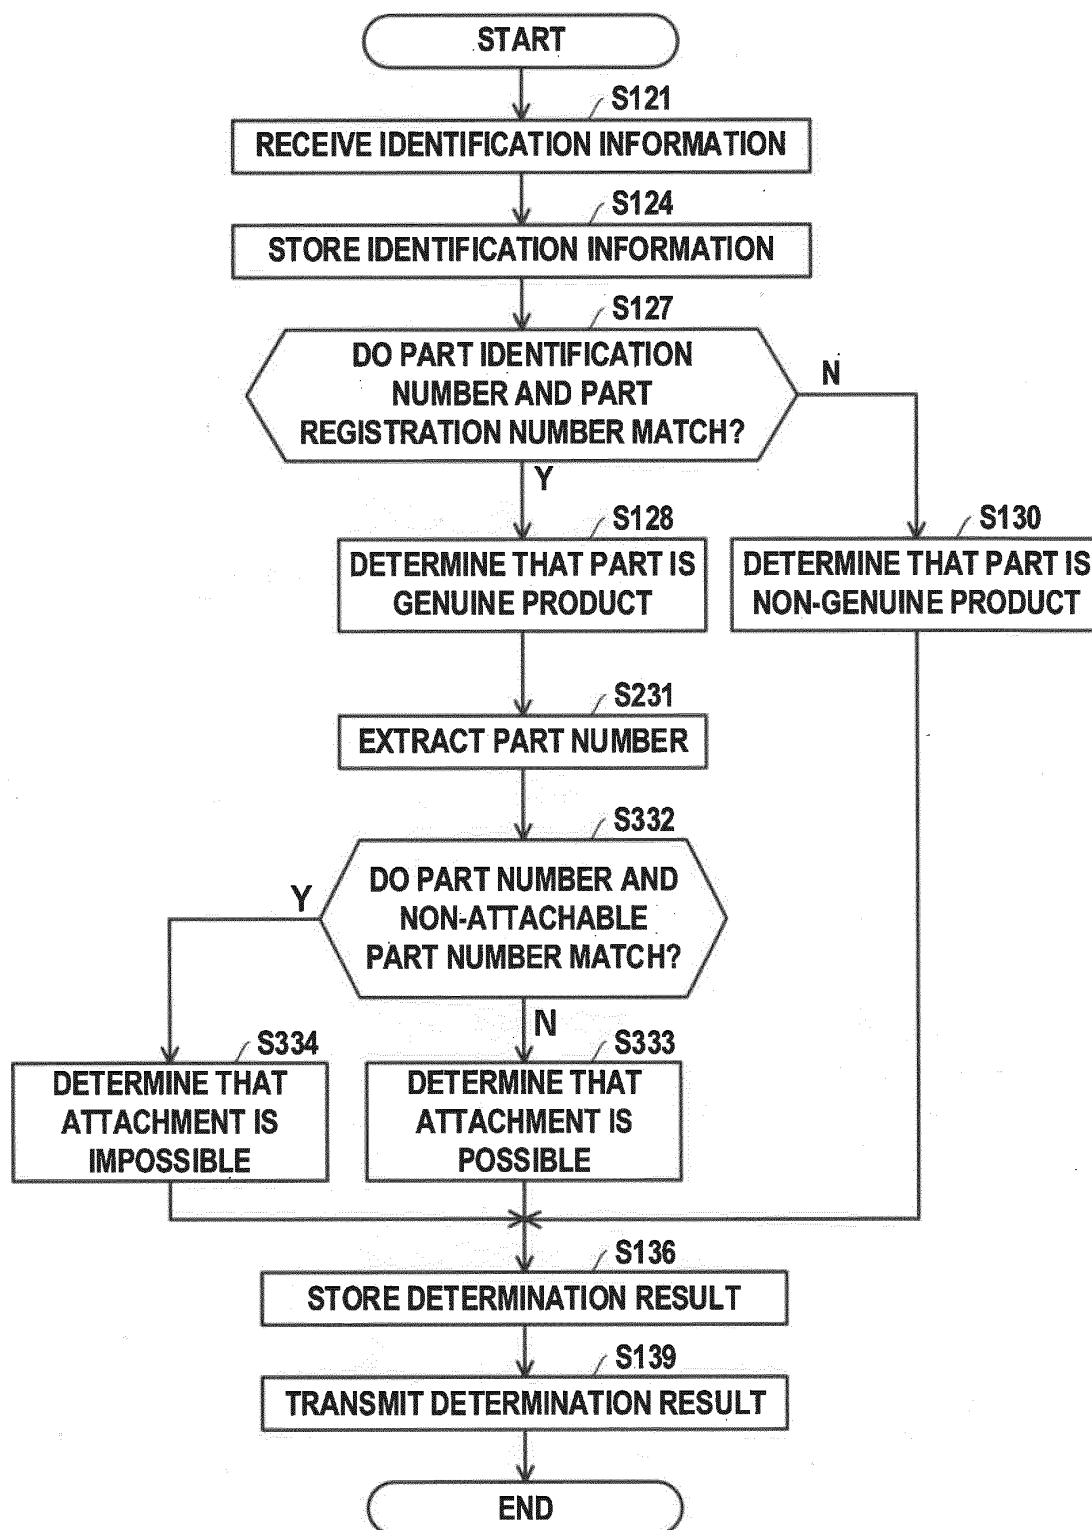 START
S121
RECEIVE IDENTIFICATION INFORMATION
S124
STORE IDENTIFICATION INFORMATION
S127
DO PART IDENTIFICATION
NUMBER AND PART
REGISTRATION NUMBER MATCH?
N
Y
S128
DETERMINE THAT PART IS
GENUINE PRODUCT
S130
DETERMINE THAT PART IS
NON-GENUINE PRODUCT
S231
EXTRACT PART NUMBER
S332
DO PART NUMBER AND
NON-ATTACHABLE
PART NUMBER MATCH?
Y
N
S334
DETERMINE THAT
ATTACHMENT IS
IMPOSSIBLE
S333
DETERMINE THAT
ATTACHMENT IS
POSSIBLE
S136
STORE DETERMINATION RESULT
S139
TRANSMIT DETERMINATION RESULT
END